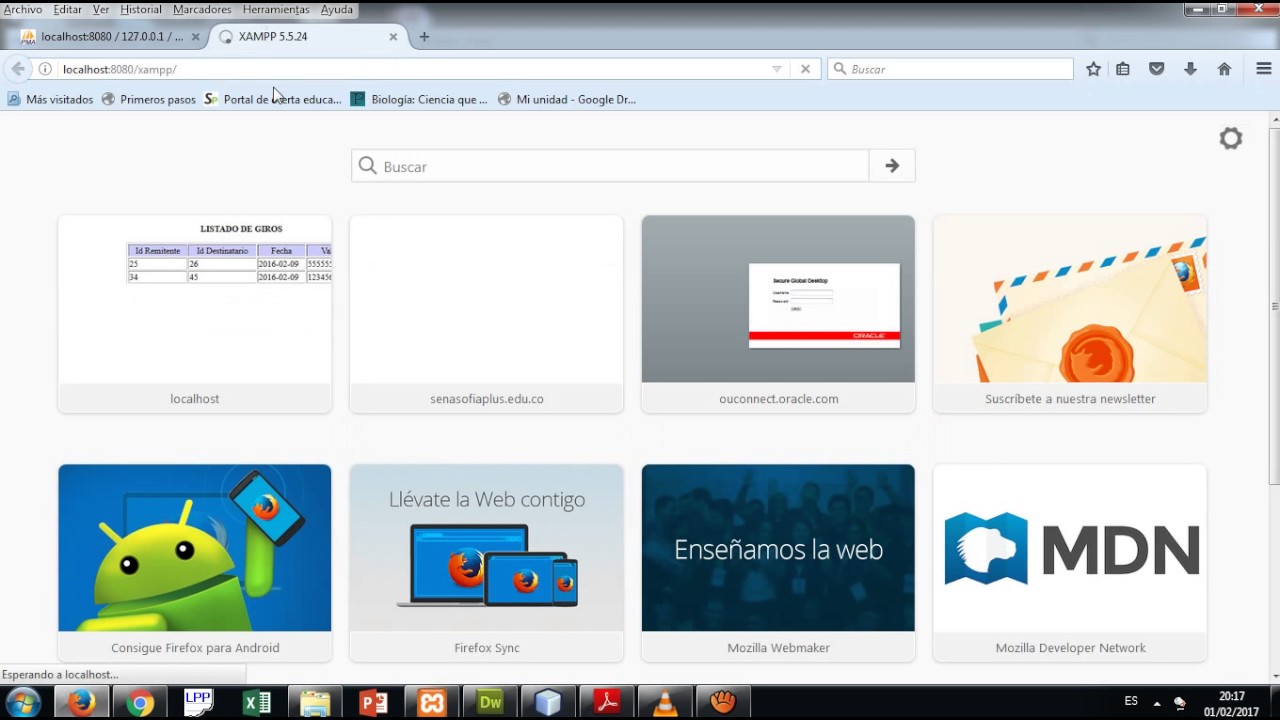 Archivo Editar Ver Historial Marcadores Herramientas Ayuda
localhost:8080 / 127.0.0.1 / ... XAMPP 5.5.24
localhost:8080/xampp/ Buscar
Más visitados Primeros pasos Portal de oferta educa... Biología: Ciencia que ... Mi unidad - Google Dr...
Buscar
LISTADO DE GIROS
Id Remitente Id Destinatario Fecha Va
25 26 2016-02-09 555555
34 45 2016-02-09 123456
Secure Global Desktop
ORACLE
localhost senasofiaplus.edu.co ouconnect.oracle.com Suscríbete a nuestra newsletter
Llévate la Web contigo
Enseñamos la web
MDN
Consigue Firefox para Android Firefox Sync Mozilla Webmaker Mozilla Developer Network
Esperando a localhost...
LPP Dw ES 20:17
01/02/2017